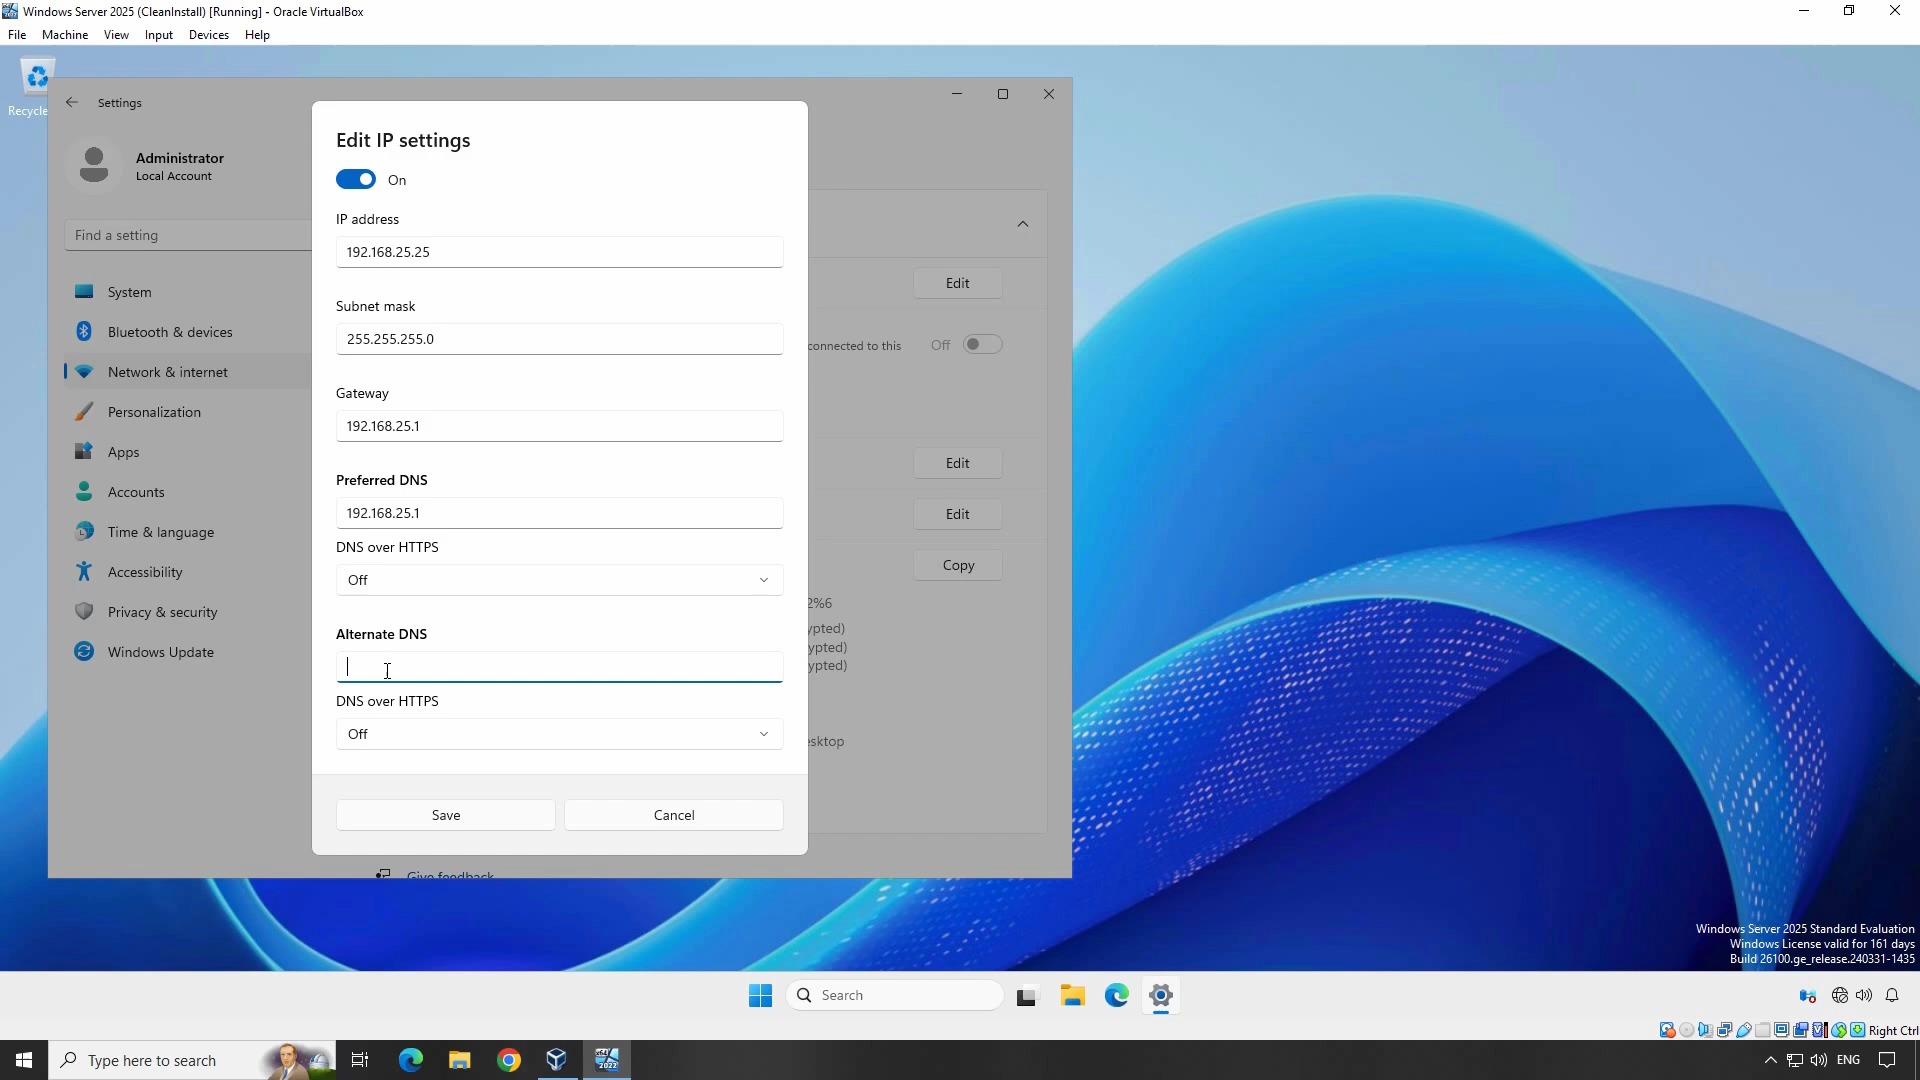 Windows Server 2025 (CleanInstall) [Running] - Oracle VirtualBox
File Machine View Input Devices Help
Recycle
Settings
Administrator
Local Account
Find a setting
System
Bluetooth & devices
Network & internet
Personalization
Apps
Accounts
Time & language
Accessibility
Privacy & security
Windows Update
Edit IP settings
On
IP address
192.168.25.25
Subnet mask
255.255.255.0
Gateway
192.168.25.1
Preferred DNS
192.168.25.1
DNS over HTTPS
Off
Alternate DNS
DNS over HTTPS
Off
Save Cancel
Edit
connected to this Off
Edit
Edit
Copy
2%6
ypted)
ypted)
ypted)
esktop
Give feedback
Windows Server 2025 Standard Evaluation
Windows License valid for 161 days
Build 26100.ge_release.240331-1435
Search
Right Ctrl
Type here to search
ENG